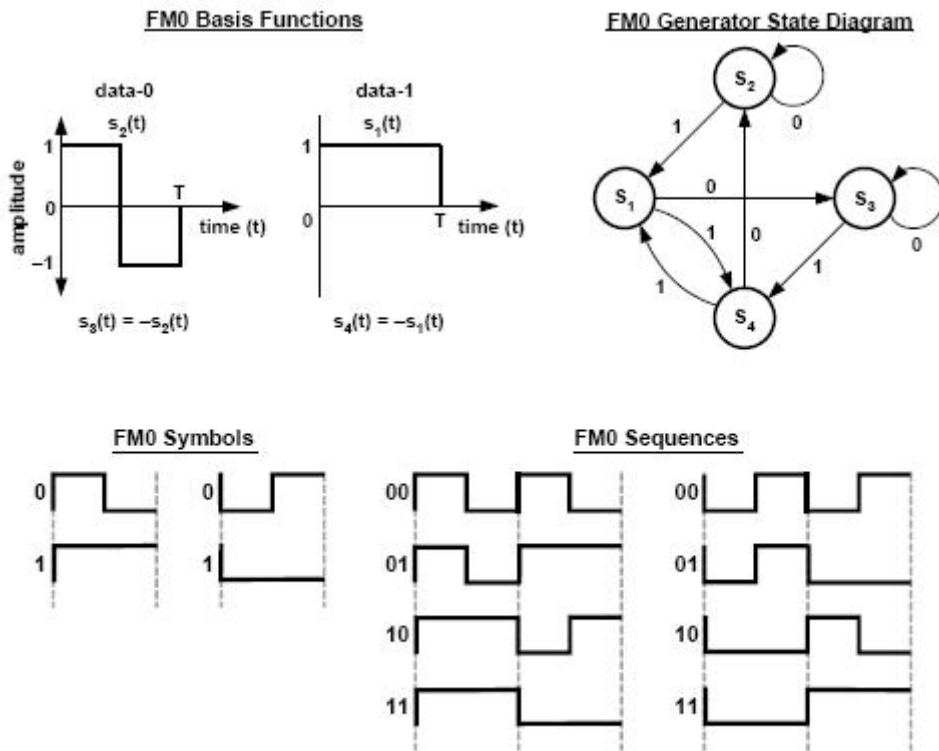 FM0 Basis Functions
data-0
s₂(t)
1
0
–1
amplitude
T
time (t)
s₃(t) = –s₂(t)
data-1
s₁(t)
1
0
T
time (t)
s₄(t) = –s₁(t)
FM0 Generator State Diagram
S₂
0
1
S₁
0
S₃
0
1
0
1
1
S₄
FM0 Symbols
0
0
1
1
FM0 Sequences
00
00
01
01
10
10
11
11